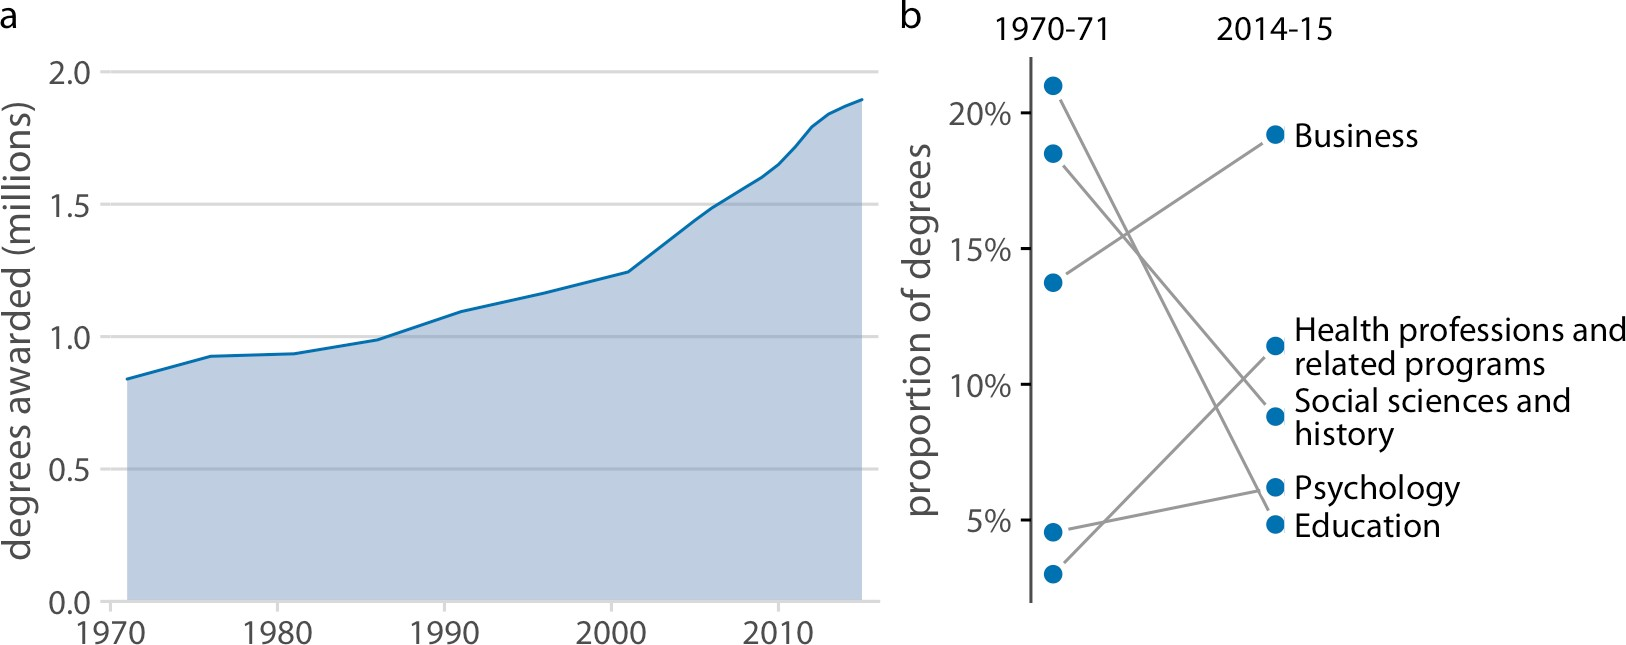 a
degrees awarded (millions)
2.0
1.5
1.0
0.5
0.0
1970 1980 1990 2000 2010
b
1970-71 2014-15
proportion of degrees
20%
15%
10%
5%
Business
Health professions and
related programs
Social sciences and
history
Psychology
Education